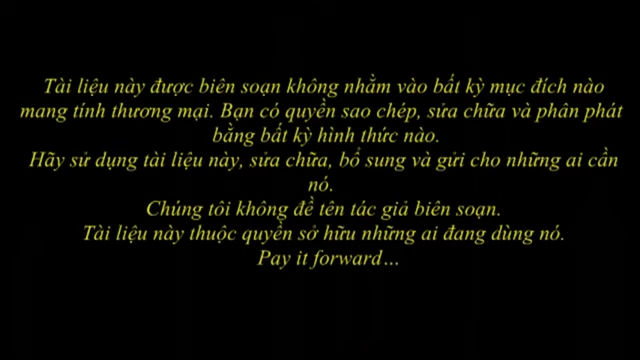 Tài liệu này được biên soạn không nhằm vào bất kỳ mục đích nào
mang tính thương mại. Bạn có quyền sao chép, sửa chữa và phân phát
bằng bất kỳ hình thức nào.
Hãy sử dụng tài liệu này, sửa chữa, bổ sung và gửi cho những ai cần
nó.
Chúng tôi không đề tên tác giả biên soạn.
Tài liệu này thuộc quyền sở hữu những ai đang dùng nó.
Pay it forward...